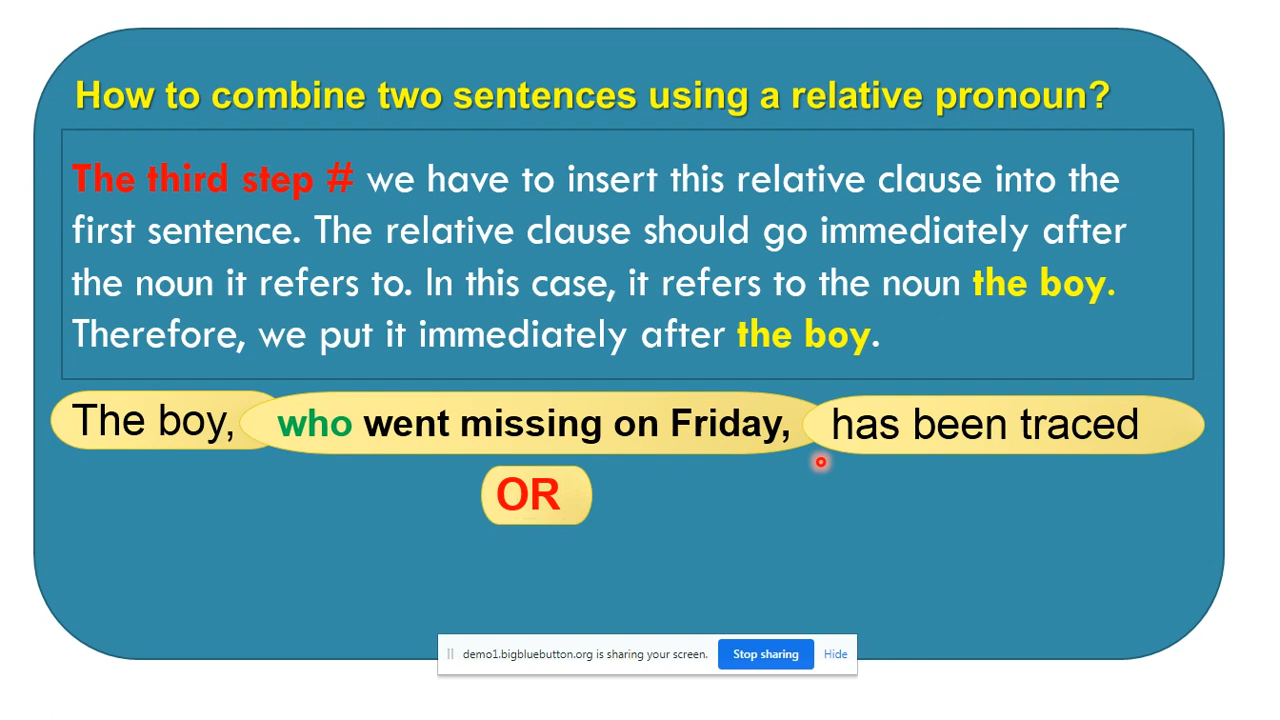 How to combine two sentences using a relative pronoun?
The third step # we have to insert this relative clause into the
first sentence. The relative clause should go immediately after
the noun it refers to. In this case, it refers to the noun the boy.
Therefore, we put it immediately after the boy.
The boy, who went missing on Friday, has been traced
OR
demo1.bigbluebutton.org is sharing your screen. Stop sharing Hide